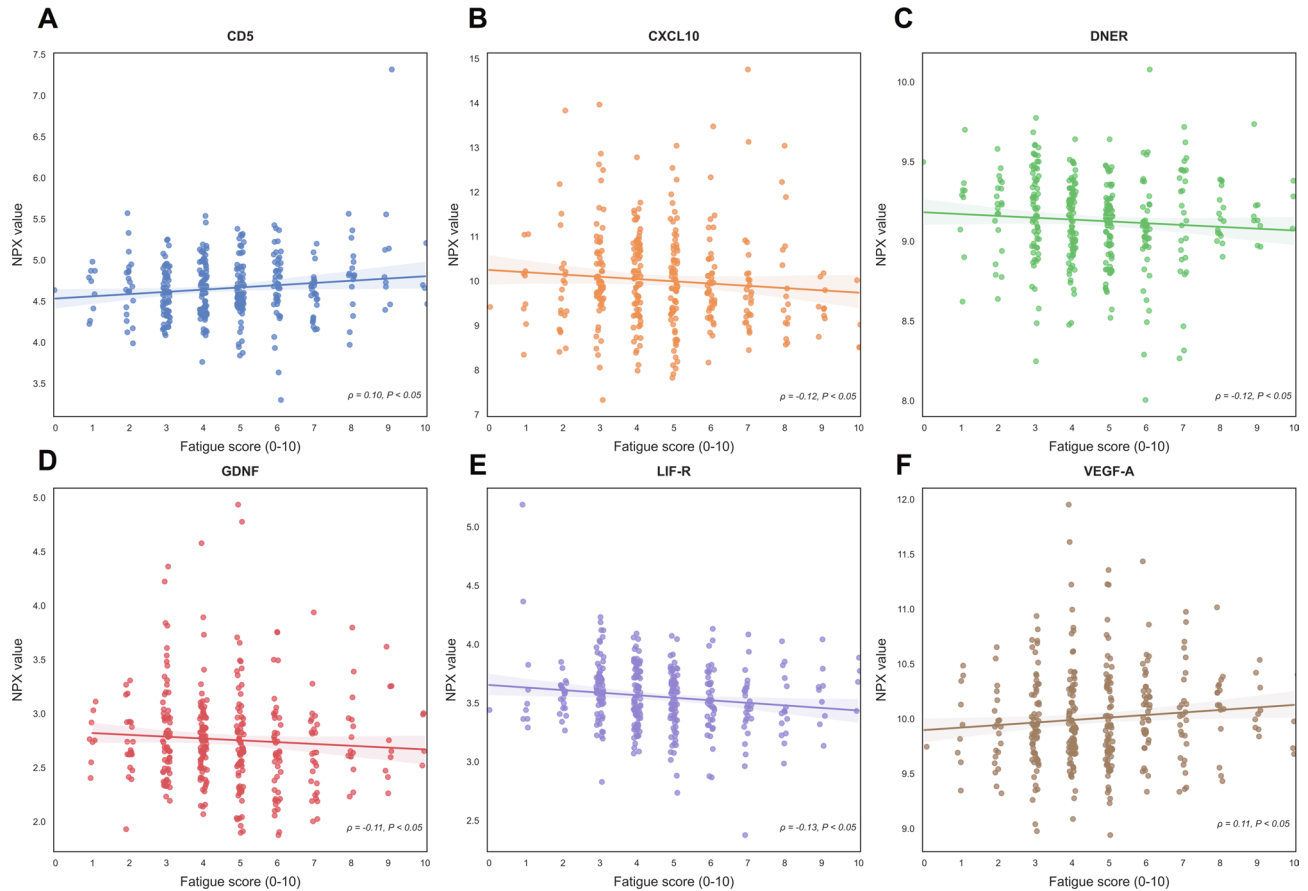 A
CD5
NPX value
7.5
7.0
6.5
6.0
5.5
5.0
4.5
4.0
3.5
ρ = 0.10, P < 0.05
0 1 2 3 4 5 6 7 8 9 10
Fatigue score (0-10)
B
CXCL10
NPX value
15
14
13
12
11
10
9
8
7
ρ = -0.12, P < 0.05
0 1 2 3 4 5 6 7 8 9 10
Fatigue score (0-10)
C
DNER
NPX value
10.0
9.5
9.0
8.5
8.0
ρ = -0.12, P < 0.05
0 1 2 3 4 5 6 7 8 9 10
Fatigue score (0-10)
D
GDNF
NPX value
5.0
4.5
4.0
3.5
3.0
2.5
2.0
ρ = -0.11, P < 0.05
0 1 2 3 4 5 6 7 8 9 10
Fatigue score (0-10)
E
LIF-R
NPX value
5.0
4.5
4.0
3.5
3.0
2.5
ρ = -0.13, P < 0.05
0 1 2 3 4 5 6 7 8 9 10
Fatigue score (0-10)
F
VEGF-A
NPX value
12.0
11.5
11.0
10.5
10.0
9.5
9.0
ρ = 0.11, P < 0.05
0 1 2 3 4 5 6 7 8 9 10
Fatigue score (0-10)